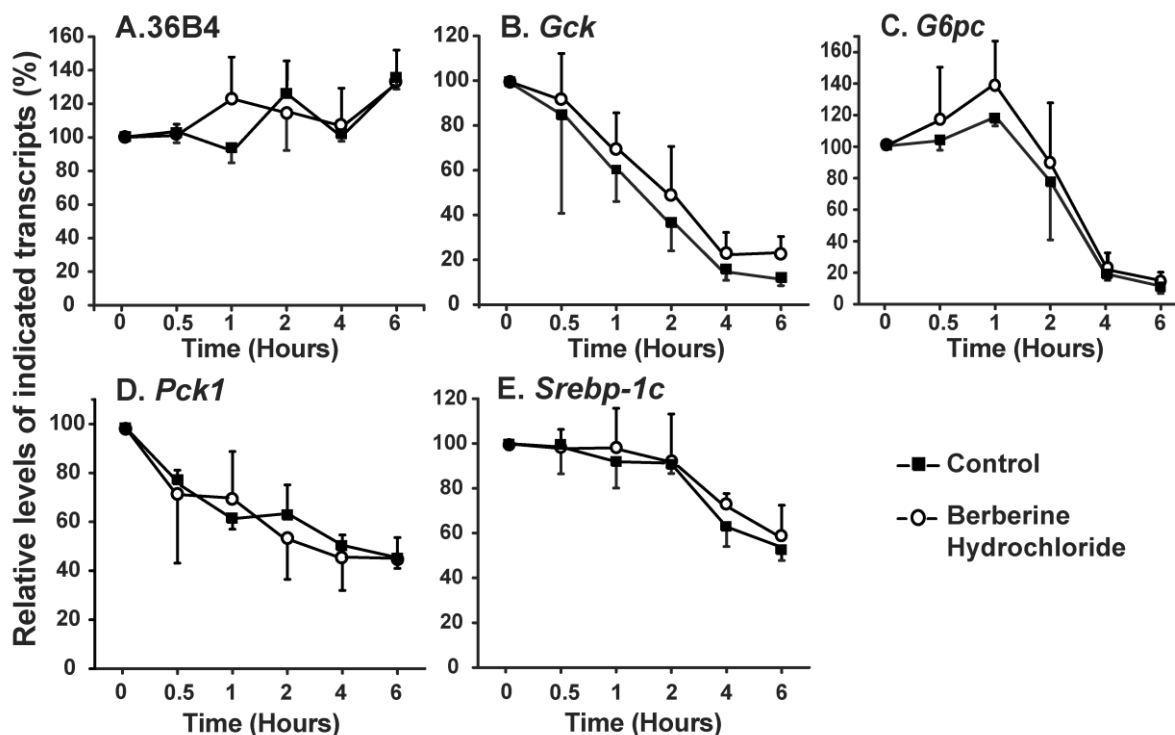 Relative levels of indicated transcripts (%)
A.36B4
160
140
120
100
80
60
40
20
0
0 0.5 1 2 4 6
Time (Hours)
B. Gck
120
100
80
60
40
20
0
0 0.5 1 2 4 6
Time (Hours)
C. G6pc
160
140
120
100
80
60
40
20
0
0 0.5 1 2 4 6
Time (Hours)
D. Pck1
100
80
60
40
20
0
0 0.5 1 2 4 6
Time (Hours)
E. Srebp-1c
120
100
80
60
40
20
0
0 0.5 1 2 4 6
Time (Hours)
Control
Berberine
Hydrochloride